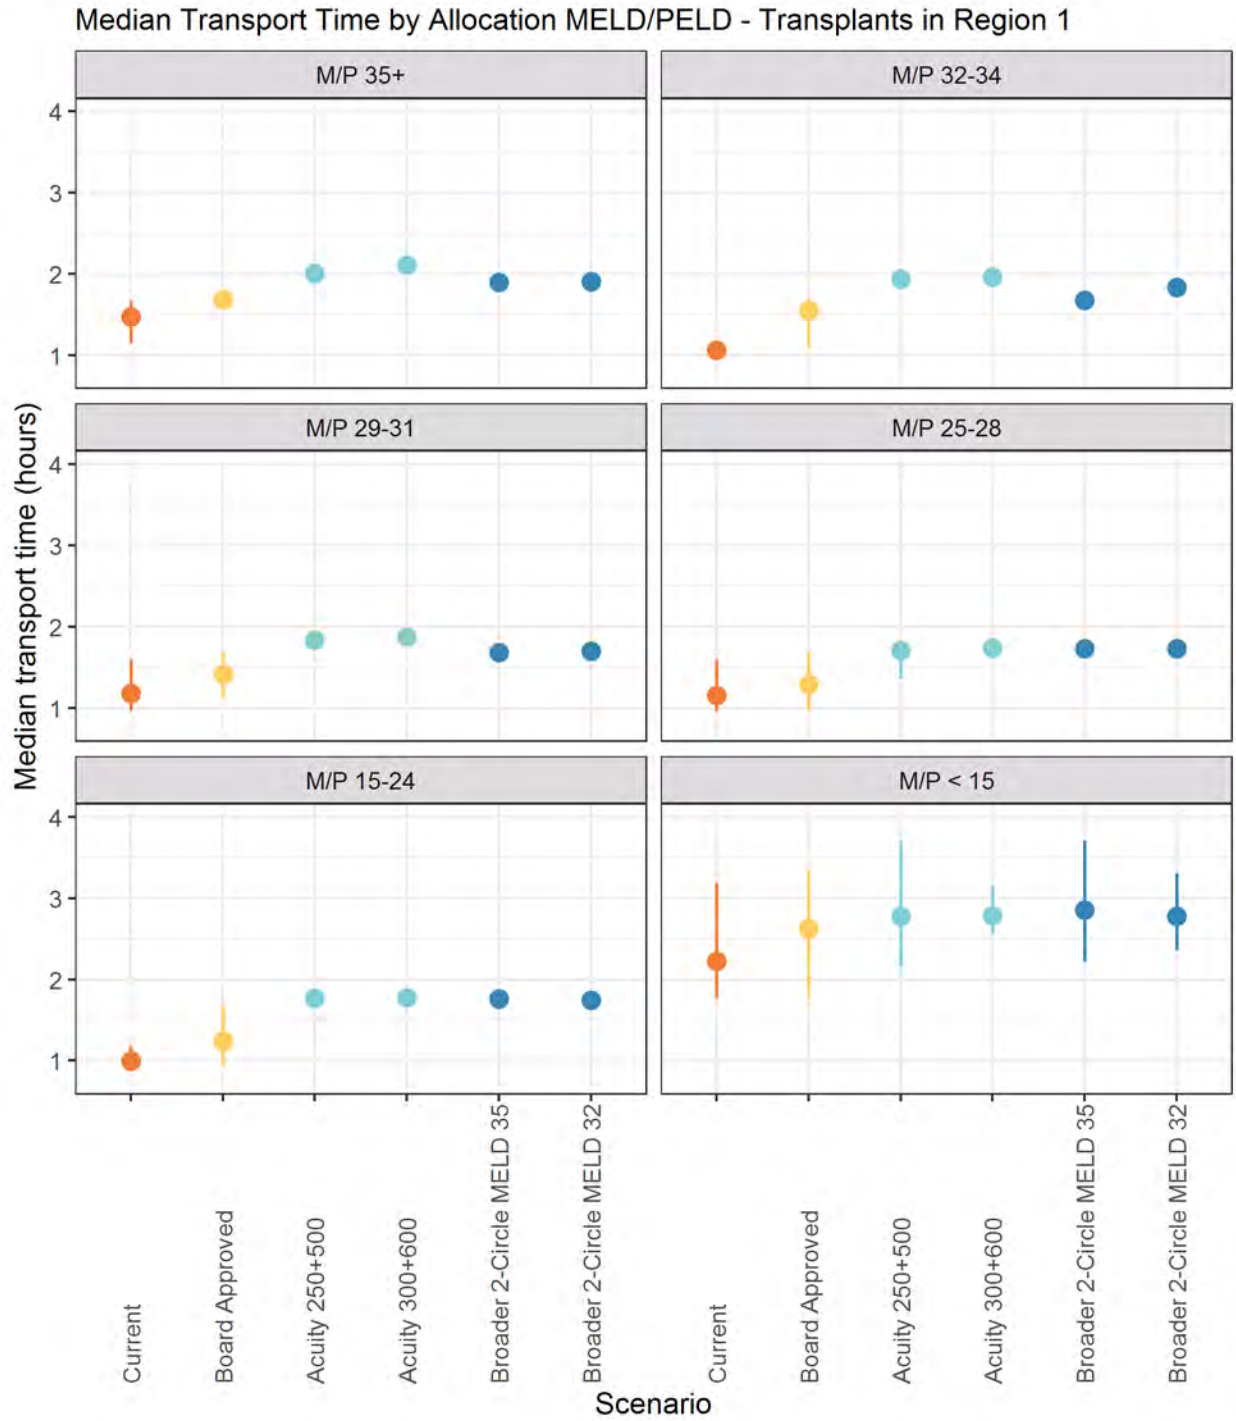 Median Transport Time by Allocation MELD/PELD - Transplants in Region 1
M/P 35+
M/P 32-34
4
3
2
1
M/P 29-31
M/P 25-28
4
3
2
1
M/P 15-24
M/P < 15
4
3
2
1
Median transport time (hours)
Current
Board Approved
Acuity 250+500
Acuity 300+600
Broader 2-Circle MELD 35
Broader 2-Circle MELD 32
Current
Board Approved
Acuity 250+500
Acuity 300+600
Broader 2-Circle MELD 35
Broader 2-Circle MELD 32
Scenario